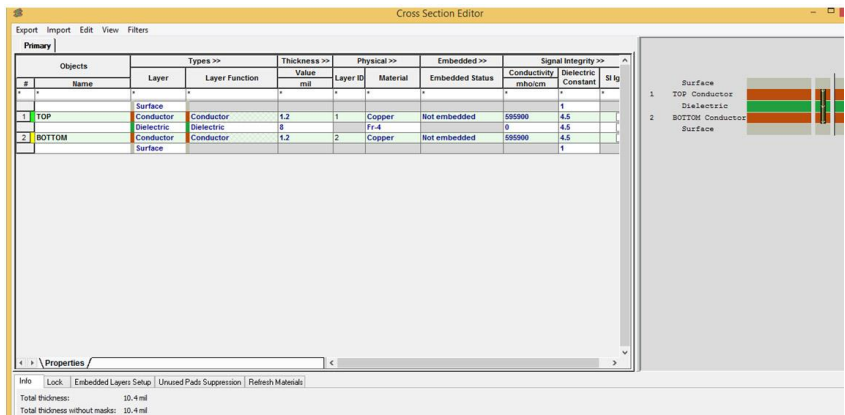 Cross Section Editor
Export Import Edit View Filters
Primary
Objects Types >> Thickness >> Physical >> Embedded >> Signal Integrity >>
# Name Layer Layer Function Value mil Layer ID Material Embedded Status Conductivity mho/cm Dielectric Constant SI Ig
* * * * * * * * * * *
Surface 1
1 TOP Conductor Conductor 1.2 1 Copper Not embedded 595900 4.5
Dielectric Dielectric 8 Fr-4 0 4.5
2 BOTTOM Conductor Conductor 1.2 2 Copper Not embedded 595900 4.5
Surface 1
Surface
1 TOP Conductor
Dielectric
2 BOTTOM Conductor
Surface
Properties
Info Lock Embedded Layers Setup Unused Pads Suppression Refresh Materials
Total thickness: 10.4 mil
Total thickness without masks: 10.4 mil